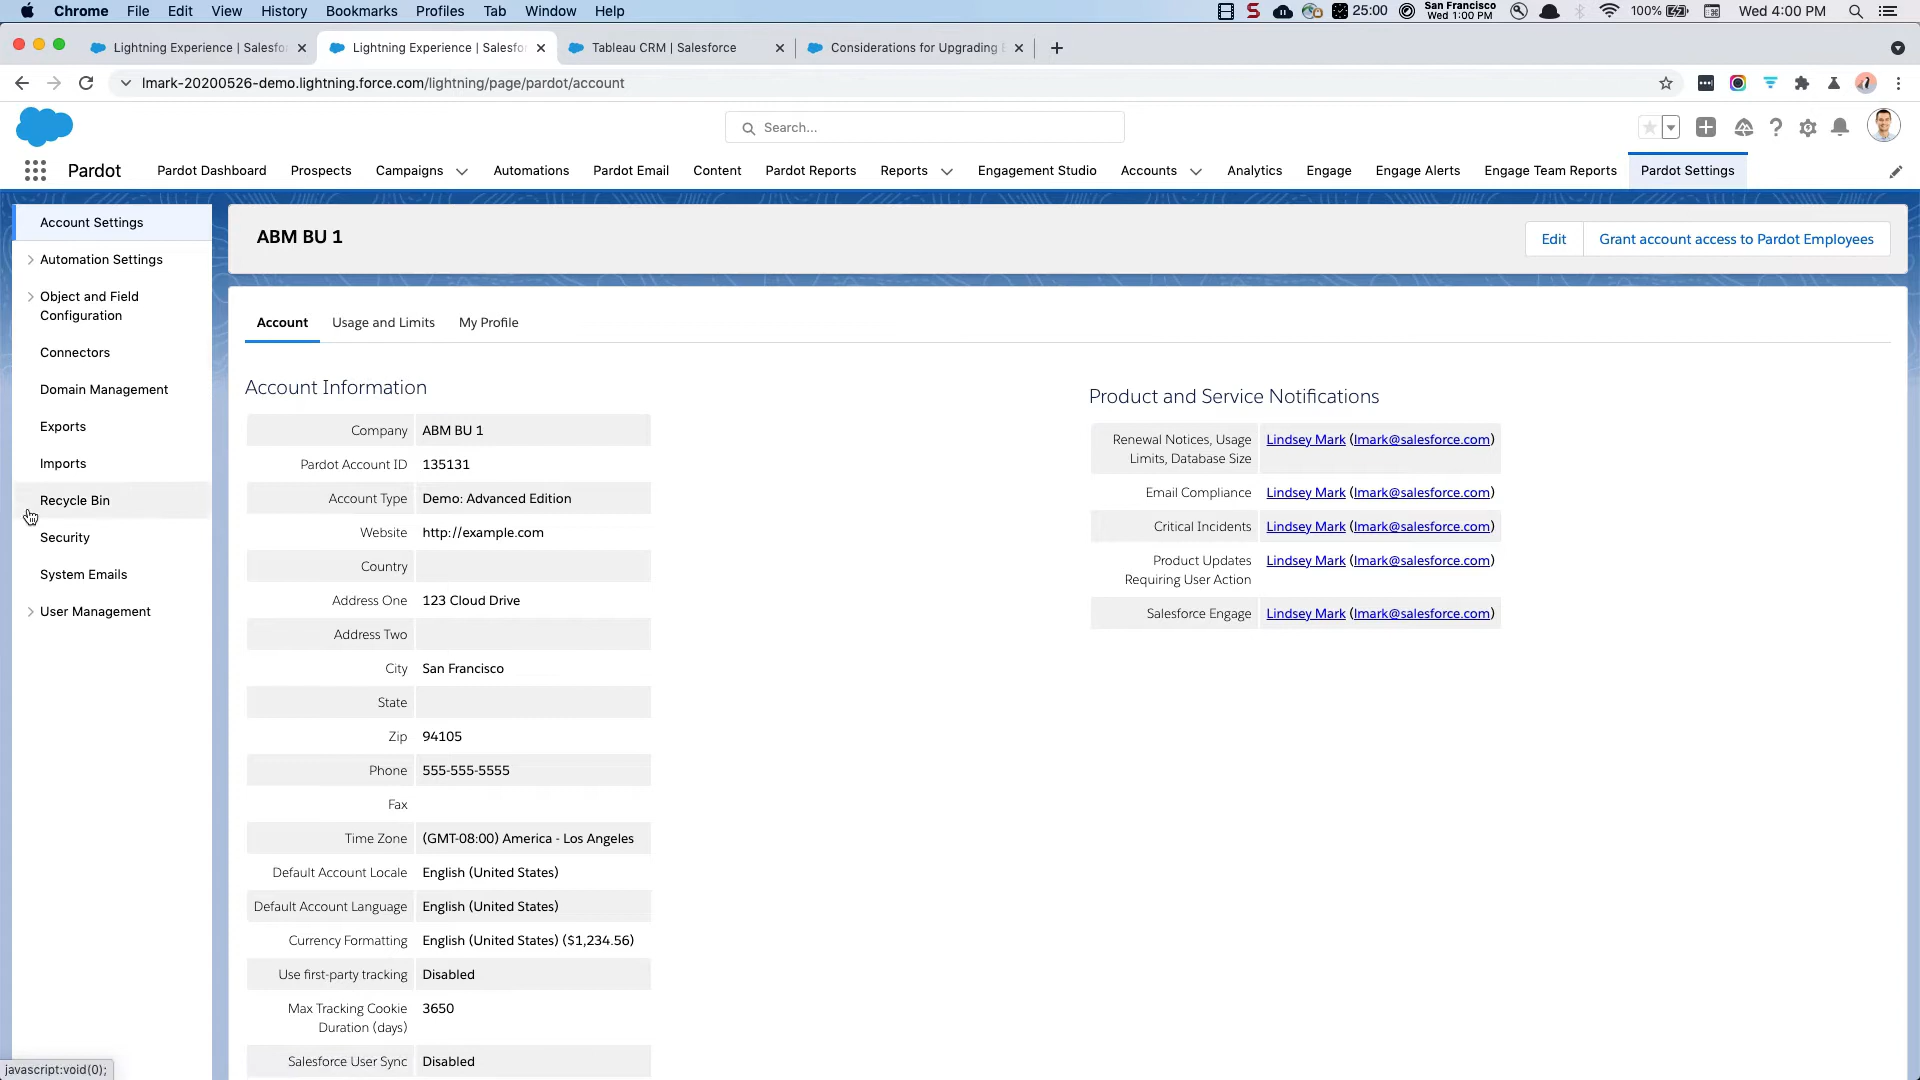 Chrome File Edit View History Bookmarks Profiles Tab Window Help 25:00 San Francisco Wed 1:00 PM 100% Wed 4:00 PM
Lightning Experience | Salesfo Lightning Experience | Salesfo Tableau CRM | Salesforce Considerations for Upgrading
lmark-20200526-demo.lightning.force.com/lightning/page/pardot/account
Search...
Pardot Pardot Dashboard Prospects Campaigns Automations Pardot Email Content Pardot Reports Reports Engagement Studio Accounts Analytics Engage Engage Alerts Engage Team Reports Pardot Settings
Account Settings
Automation Settings
Object and Field
Configuration
Connectors
Domain Management
Exports
Imports
Recycle Bin
Security
System Emails
User Management
ABM BU 1
Edit Grant account access to Pardot Employees
Account Usage and Limits My Profile
Account Information
Company ABM BU 1
Pardot Account ID 135131
Account Type Demo: Advanced Edition
Website http://example.com
Country
Address One 123 Cloud Drive
Address Two
City San Francisco
State
Zip 94105
Phone 555-555-5555
Fax
Time Zone (GMT-08:00) America - Los Angeles
Default Account Locale English (United States)
Default Account Language English (United States)
Currency Formatting English (United States) ($1,234.56)
Use first-party tracking Disabled
Max Tracking Cookie 3650
Duration (days)
Salesforce User Sync Disabled
Product and Service Notifications
Renewal Notices, Usage Lindsey Mark (lmark@salesforce.com)
Limits, Database Size
Email Compliance Lindsey Mark (lmark@salesforce.com)
Critical Incidents Lindsey Mark (lmark@salesforce.com)
Product Updates Lindsey Mark (lmark@salesforce.com)
Requiring User Action
Salesforce Engage Lindsey Mark (lmark@salesforce.com)
javascript:void(0);